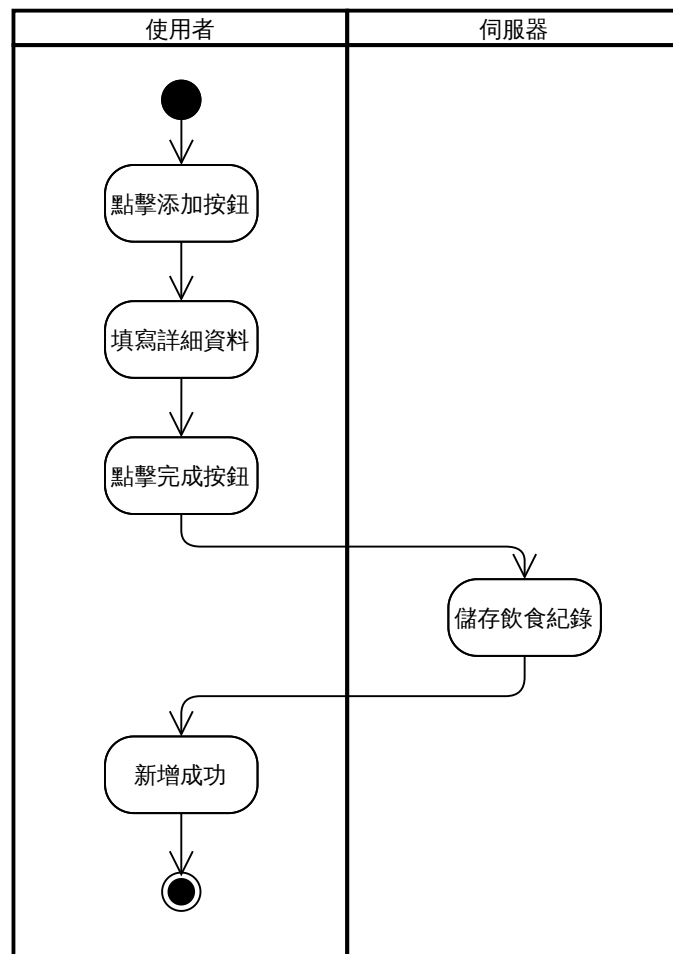 使用者
伺服器
點擊添加按鈕
填寫詳細資料
點擊完成按鈕
儲存飲食紀錄
新增成功